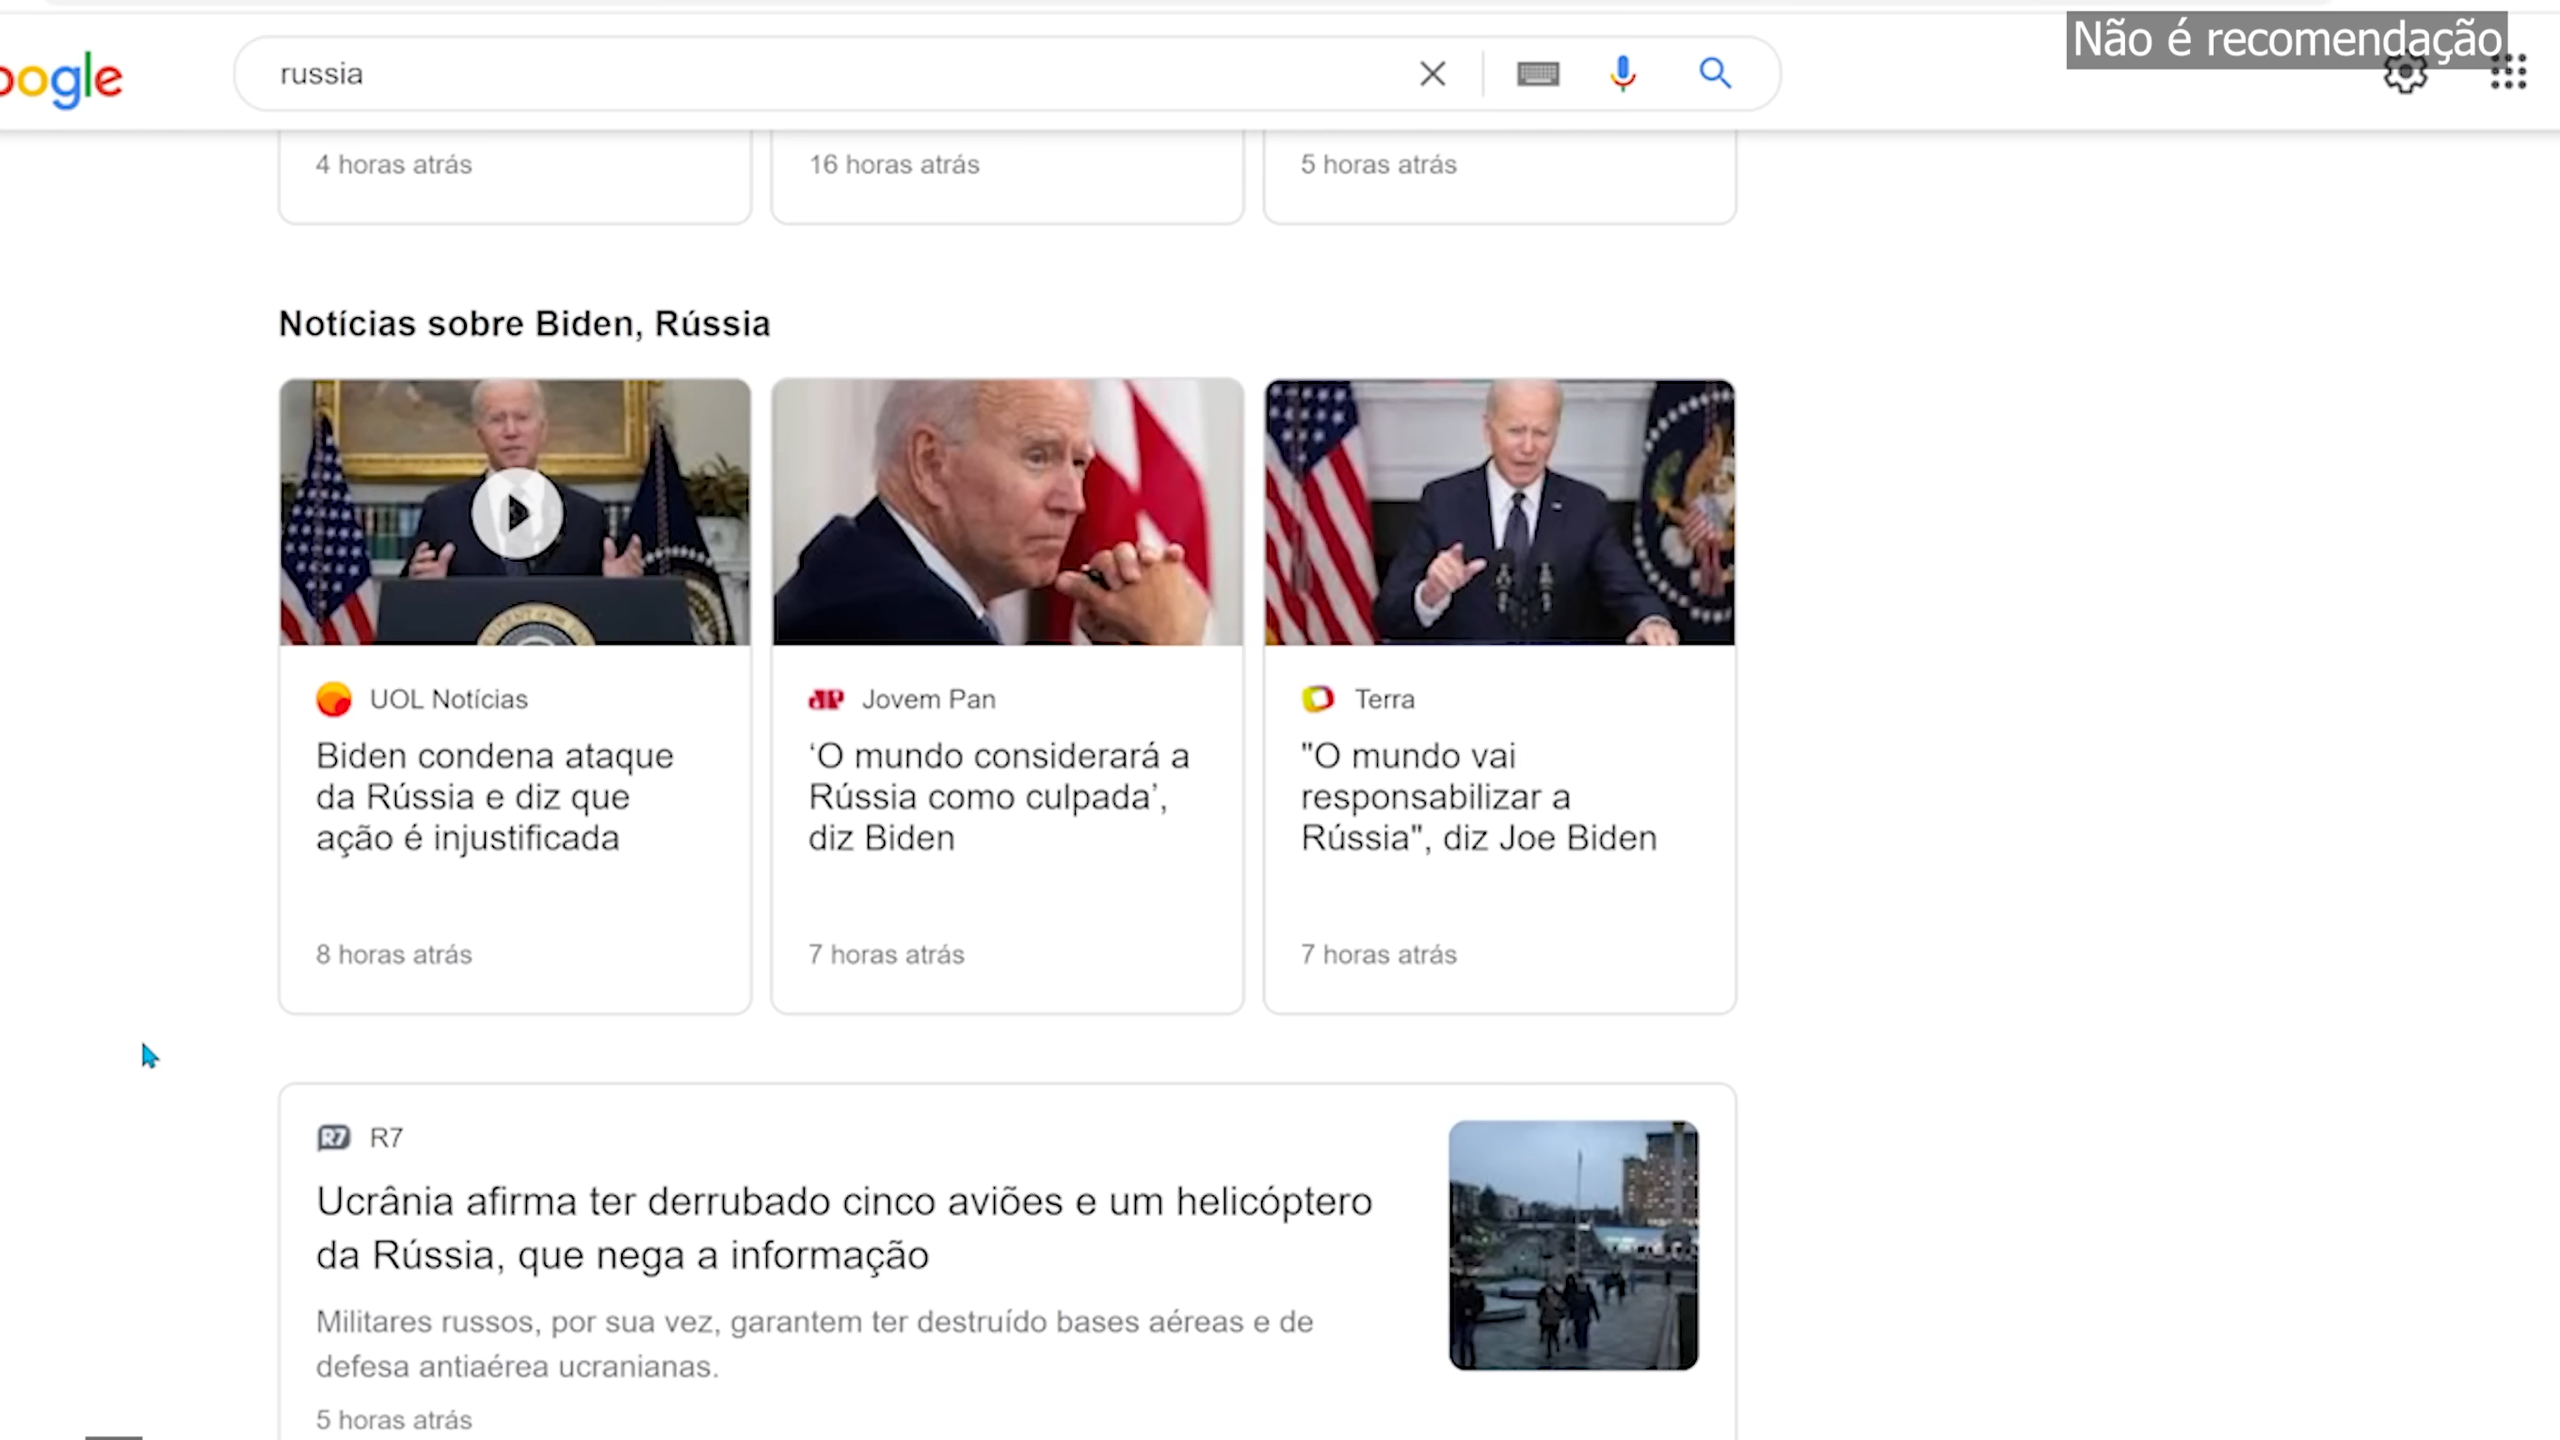 Não é recomendação
oogle
russia
4 horas atrás
16 horas atrás
5 horas atrás
Notícias sobre Biden, Rússia
UOL Notícias
Biden condena ataque
da Rússia e diz que
ação é injustificada
8 horas atrás
Jovem Pan
‘O mundo considerará a
Rússia como culpada’,
diz Biden
7 horas atrás
Terra
"O mundo vai
responsabilizar a
Rússia", diz Joe Biden
7 horas atrás
R7 R7
Ucrânia afirma ter derrubado cinco aviões e um helicóptero
da Rússia, que nega a informação
Militares russos, por sua vez, garantem ter destruído bases aéreas e de
defesa antiaérea ucranianas.
5 horas atrás